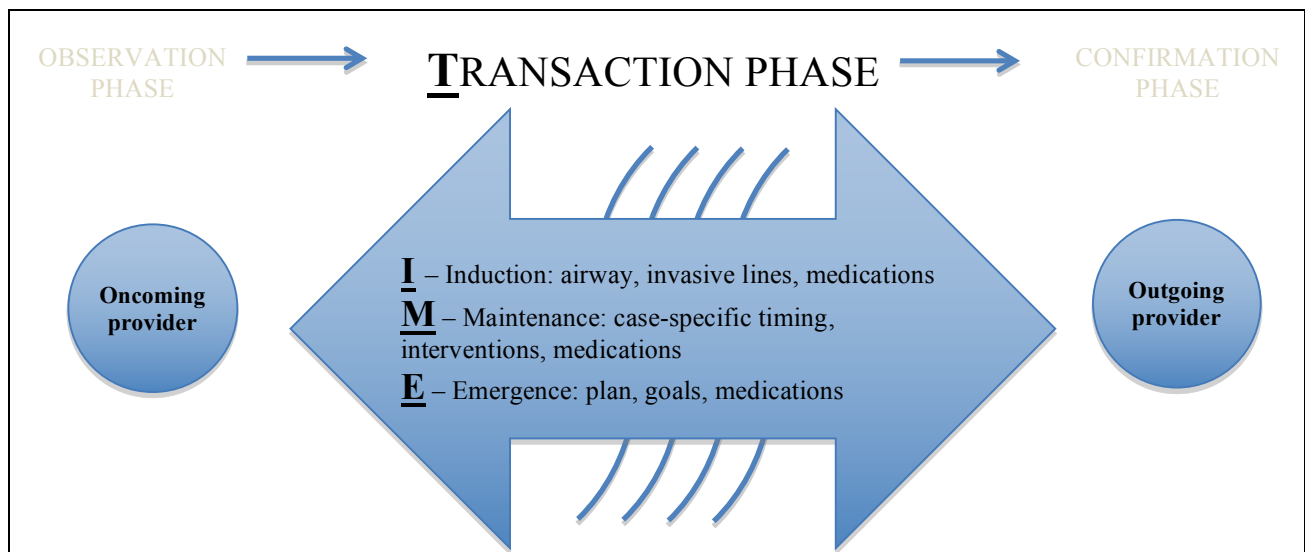 OBSERVATION
PHASE
TRANSACTION PHASE
CONFIRMATION
PHASE
Oncoming
provider
I – Induction: airway, invasive lines, medications
M – Maintenance: case-specific timing,
interventions, medications
E – Emergence: plan, goals, medications
Outgoing
provider